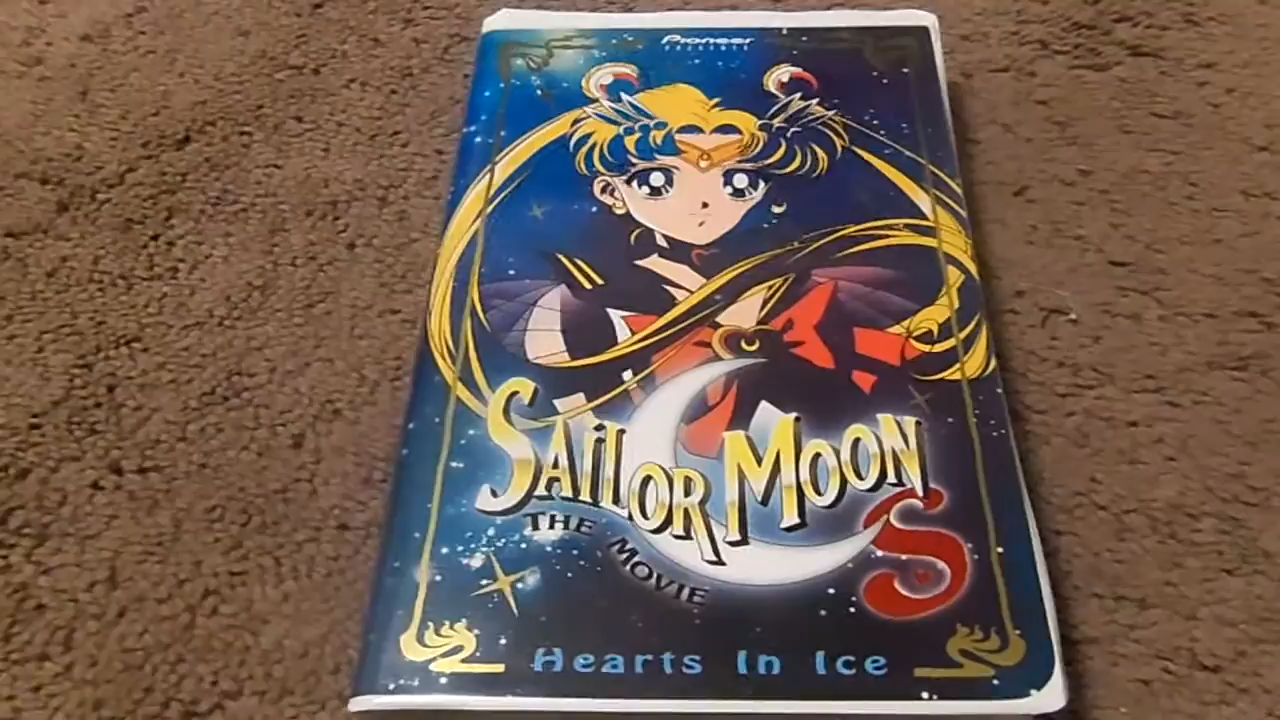 Pioneer
PRESENTS
SAILOR MOON
S
THE MOVIE
Hearts In Ice